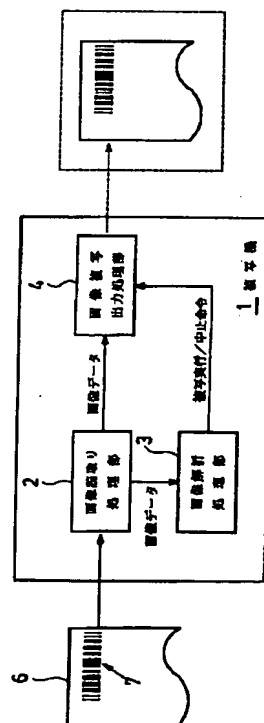 6
7
2
画像読取り
処理部
画像データ
画像データ
3
画像解析
処理部
4
画像複写
出力処理部
複写実行／中止命令
1 複写機